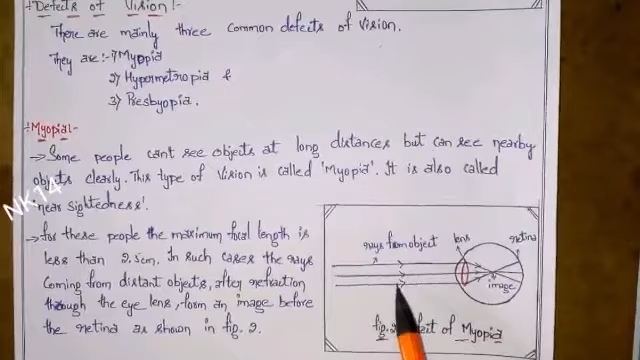 Defects of Vision :-
There are mainly three common defects of vision.
They are :- 1) Myopia
2) Hypermetropia &
3) Presbyopia.
Myopia:-
→ Some people can't see objects at long distances but can see nearby
objects clearly. This type of vision is called 'Myopia'. It is also called
'near sightedness'.
→ For these people the maximum focal length is
less than 2.5cm. In such cases the rays
coming from distant objects, after refraction
through the eye lens, form an image before
the retina as shown in fig. 2.
rays from object
lens
retina
image
fig. 2 of Myopia
NK14